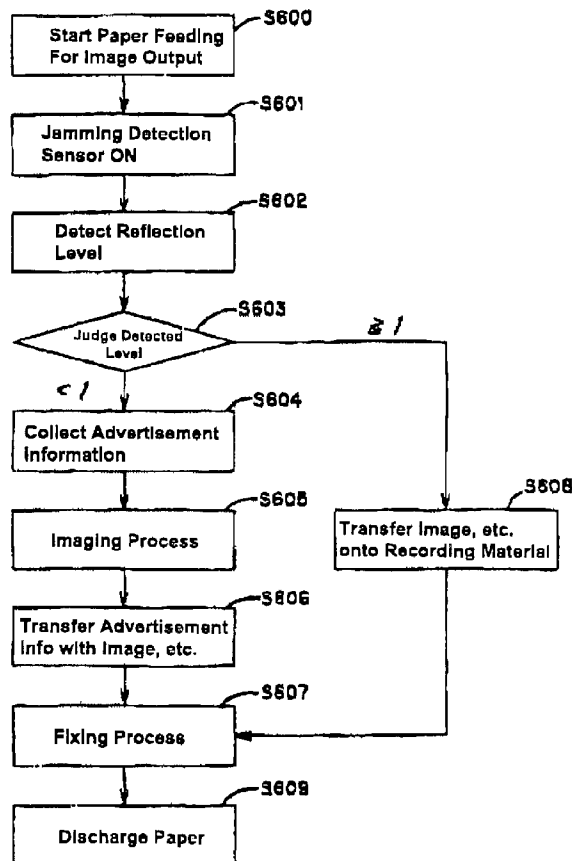 S600
Start Paper Feeding
For Image Output
S601
Jamming Detection
Sensor ON
S602
Detect Reflection
Level
S603
Judge Detected
Level
≧ 1
< 1
S604
Collect Advertisement
Information
S605
Imaging Process
S608
Transfer Image, etc.
onto Recording Material
S606
Transfer Advertisement
Info with Image, etc.
S607
Fixing Process
S609
Discharge Paper